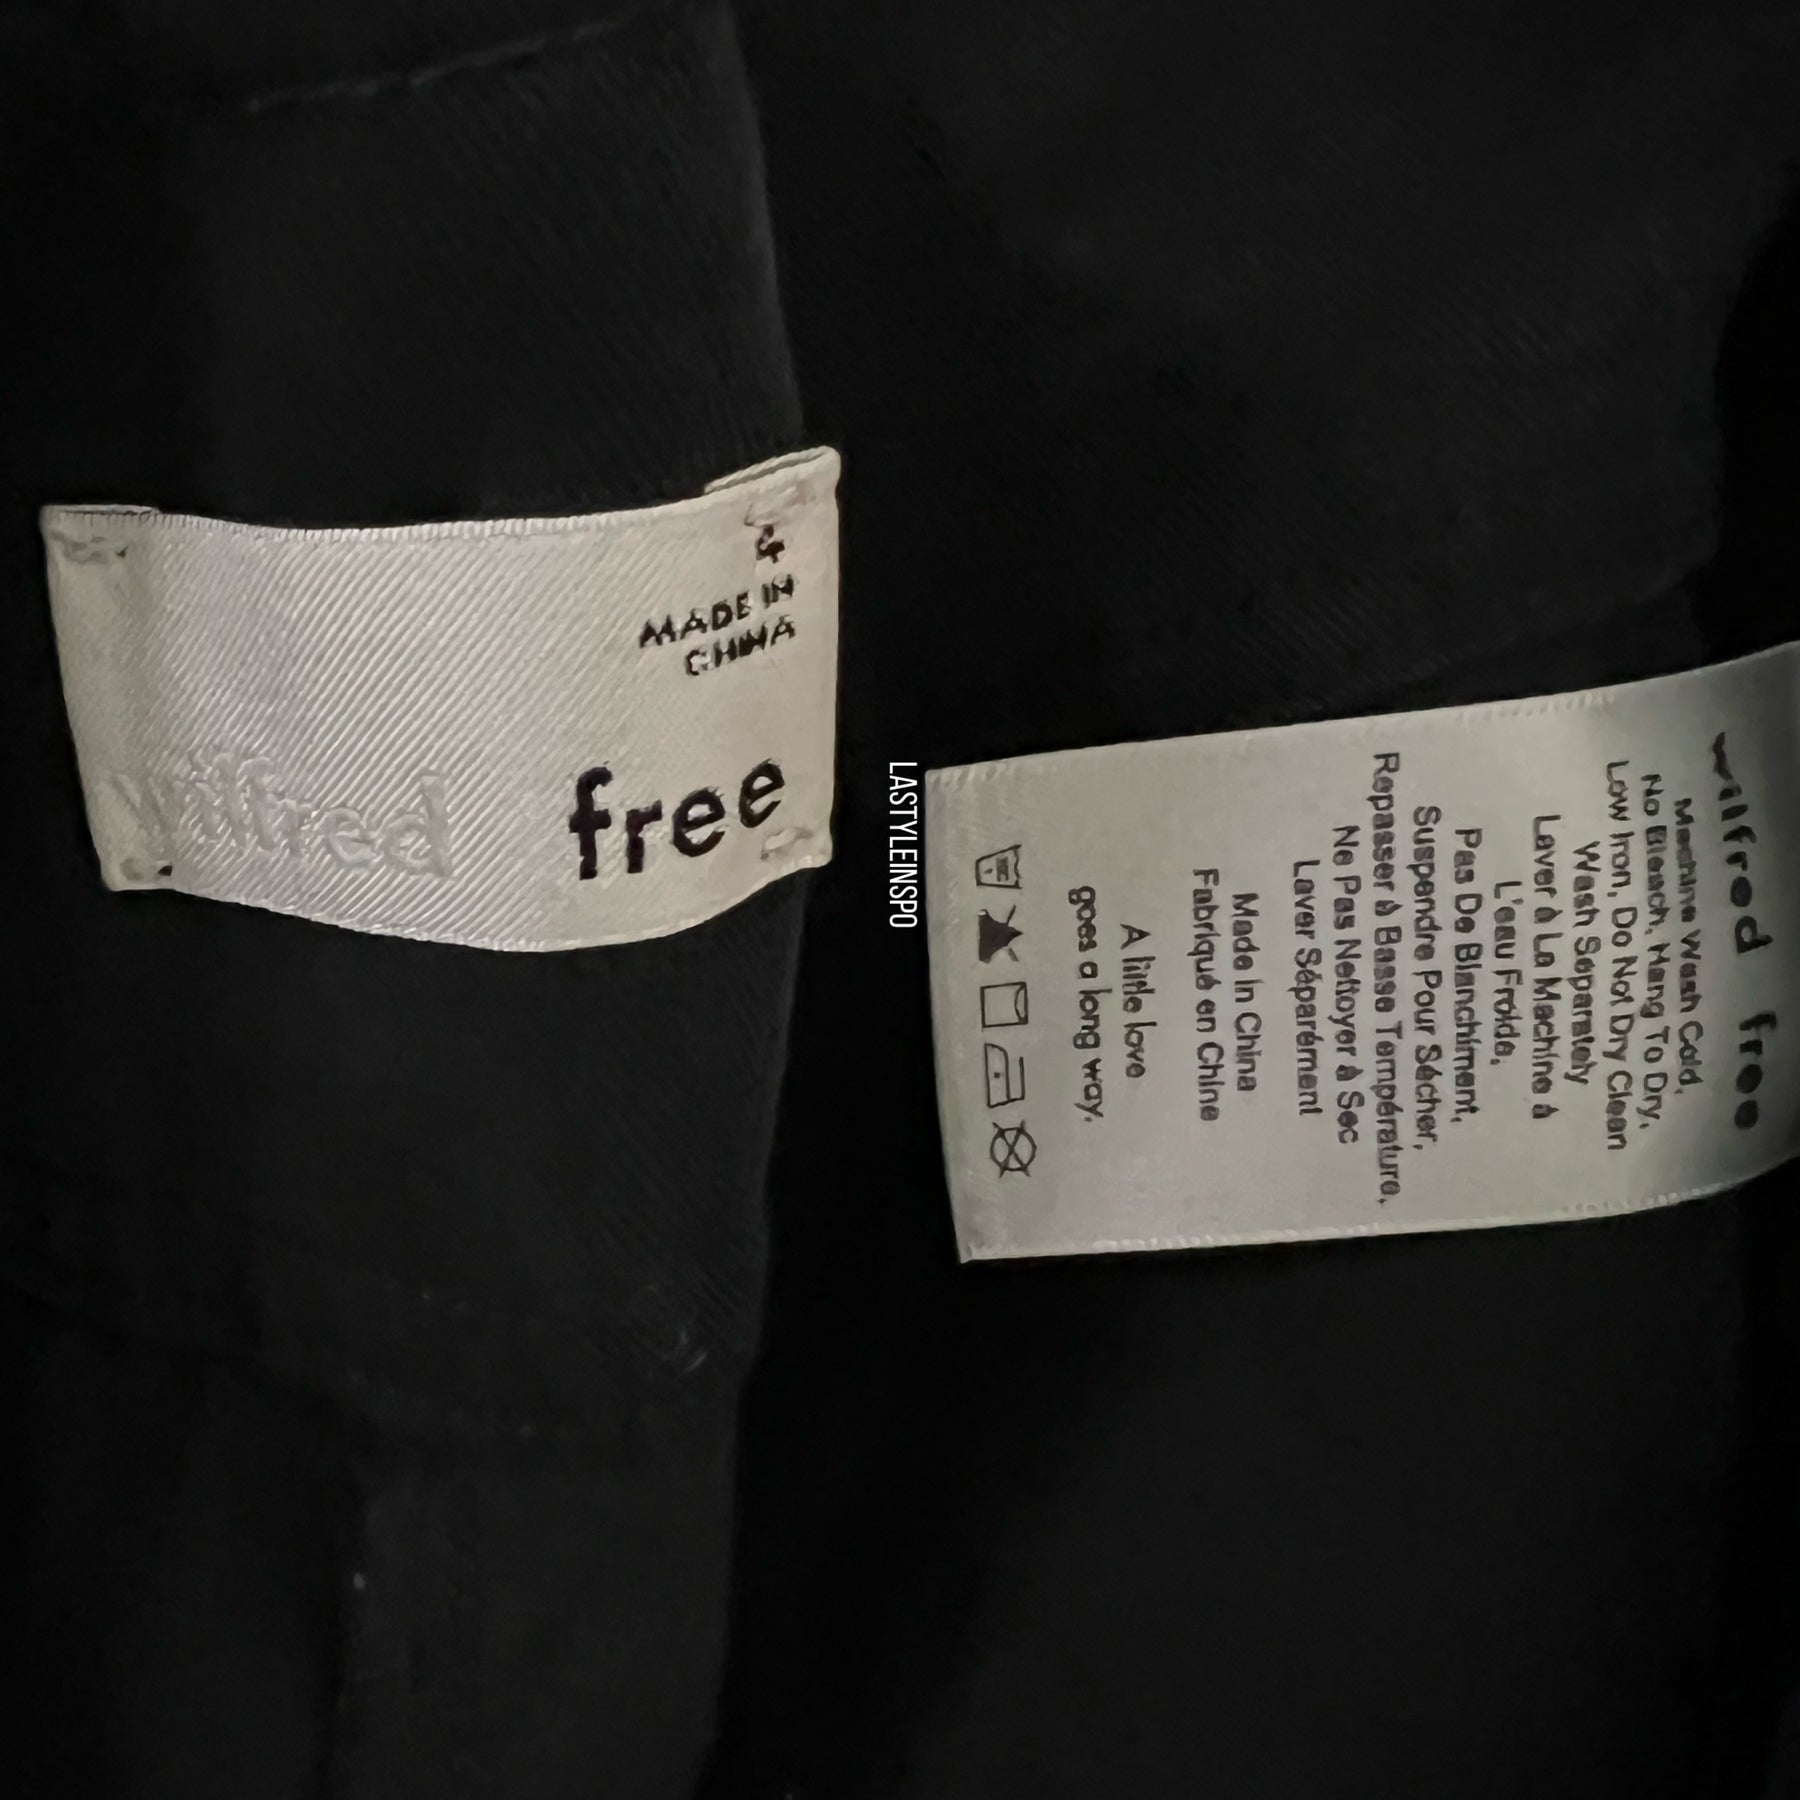 4
MADE IN
CHINA
wilfred free
LASTYLEINSPO
wilfred free
Machine Wash Cold,
No Bleach, Hang To Dry,
Low Iron, Do Not Dry Clean
Wash Separately
Laver à La Machine à
L'eau Froide,
Pas De Blanchiment,
Suspendre Pour Sécher,
Repasser à Basse Température,
Ne Pas Nettoyer à Sec
Laver Séparément
Made In China
Fabriqué en Chine
A little love
goes a long way.